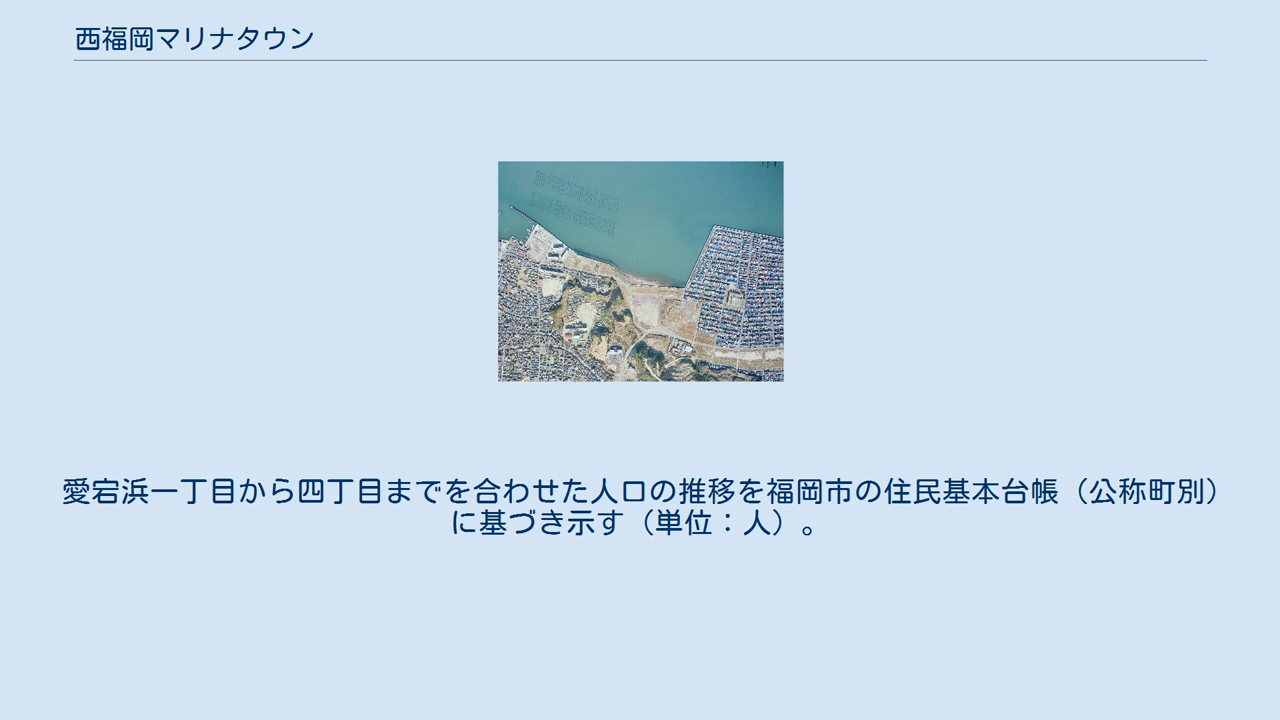 西福岡マリナタウン
愛宕浜一丁目から四丁目までを合わせた人口の推移を福岡市の住民基本台帳（公称町別）
に基づき示す（単位：人）。